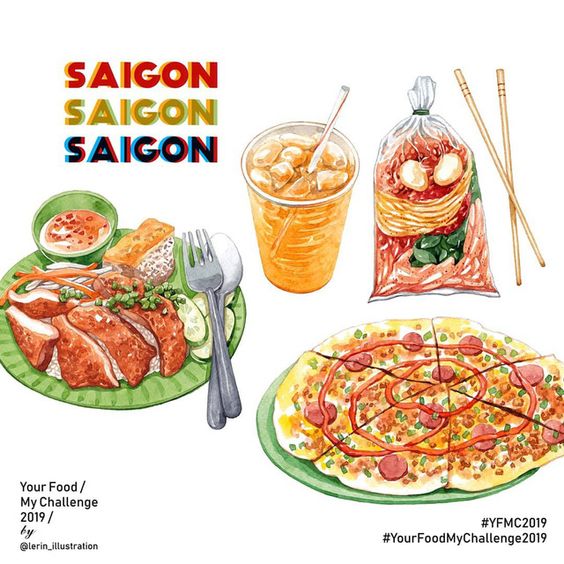 SAIGON
SAIGON
SAIGON
Your Food /
My Challenge
2019 /
by
@lerin_illustration
#YFMC2019
#YourFoodMyChallenge2019